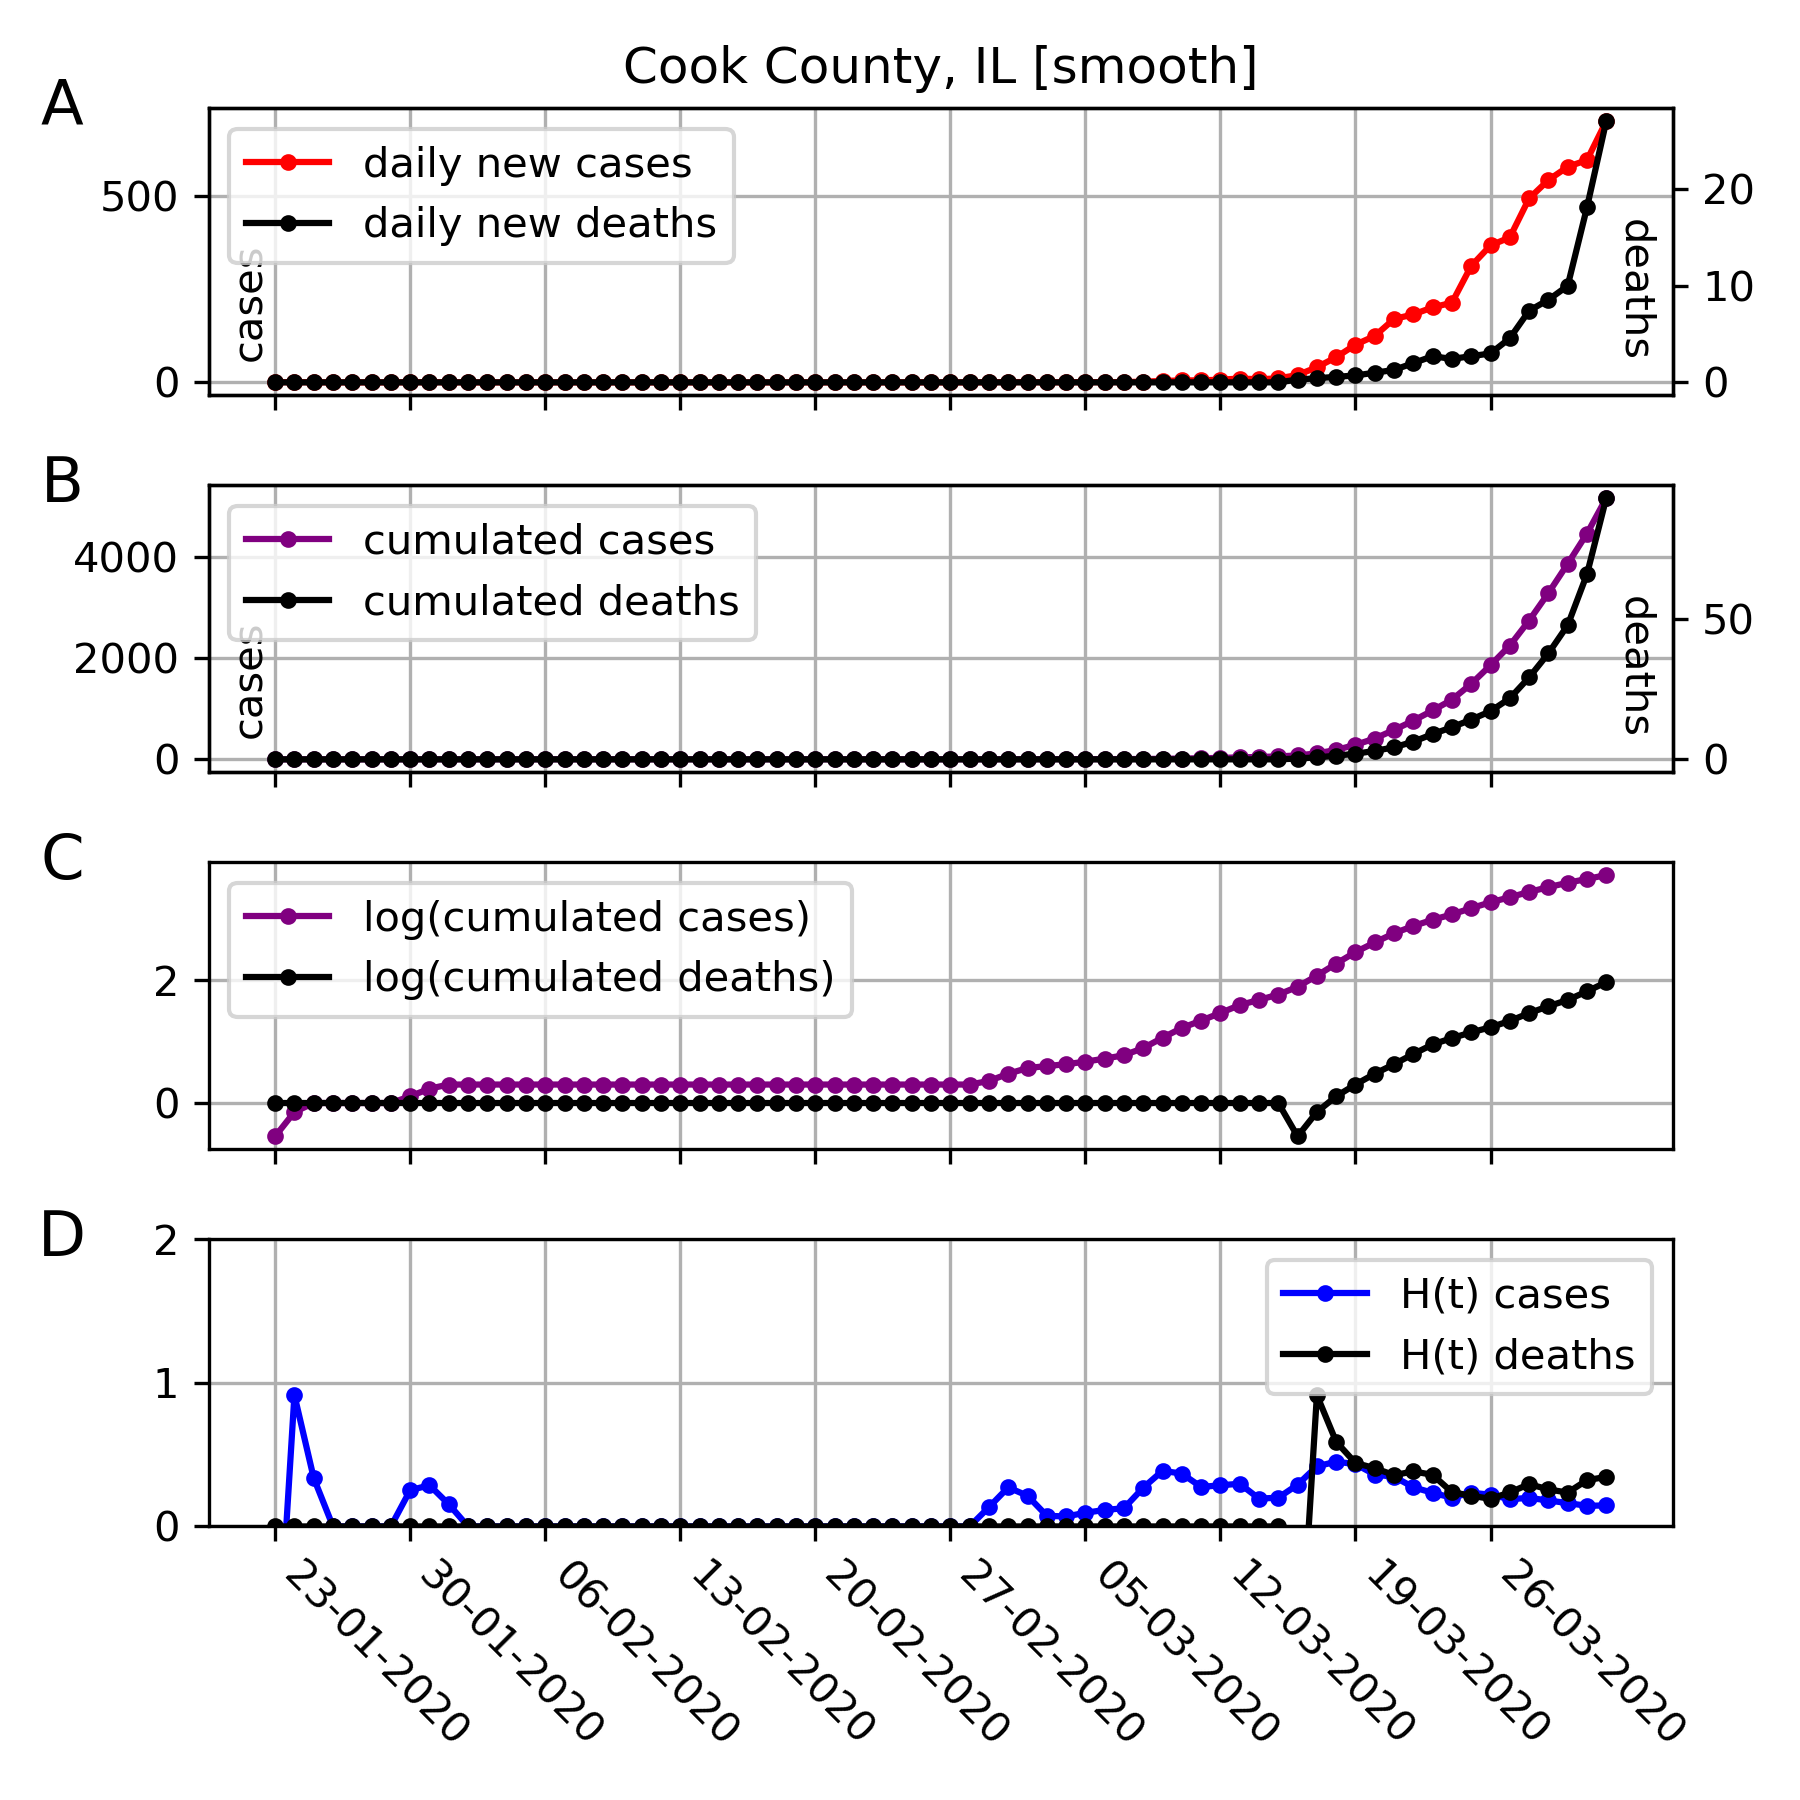 Cook County, IL [smooth]
A
daily new cases
daily new deaths
500
0
cases
20
10
0
deaths
B
cumulated cases
cumulated deaths
4000
2000
0
cases
50
0
deaths
C
log(cumulated cases)
log(cumulated deaths)
2
0
D
H(t) cases
H(t) deaths
2
1
0
23-01-2020
30-01-2020
06-02-2020
13-02-2020
20-02-2020
27-02-2020
05-03-2020
12-03-2020
19-03-2020
26-03-2020